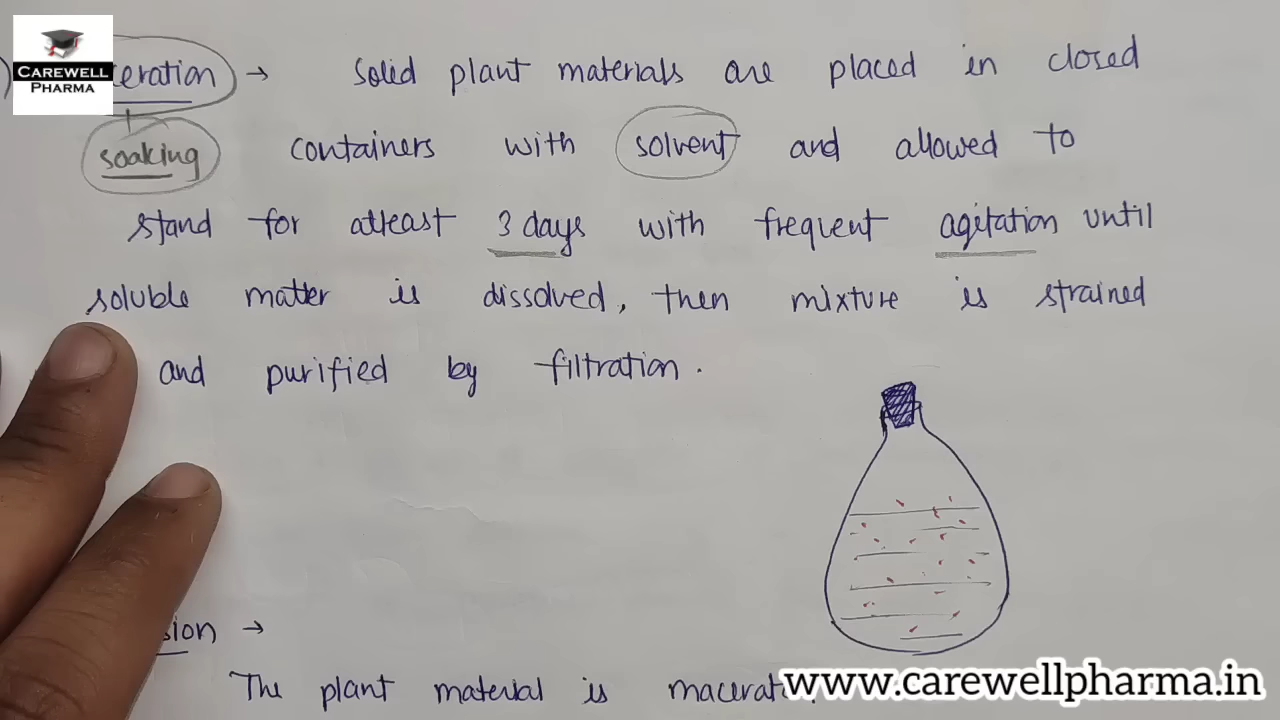 CAREWELL
PHARMA
eration → solid plant materials are placed in closed
soaking containers with solvent and allowed to
stand for atleast 3 days with frequent agitation until
soluble matter is dissolved, then mixture is strained
and purified by filtration.
sion →
The plant material is macerat
www.carewellpharma.in